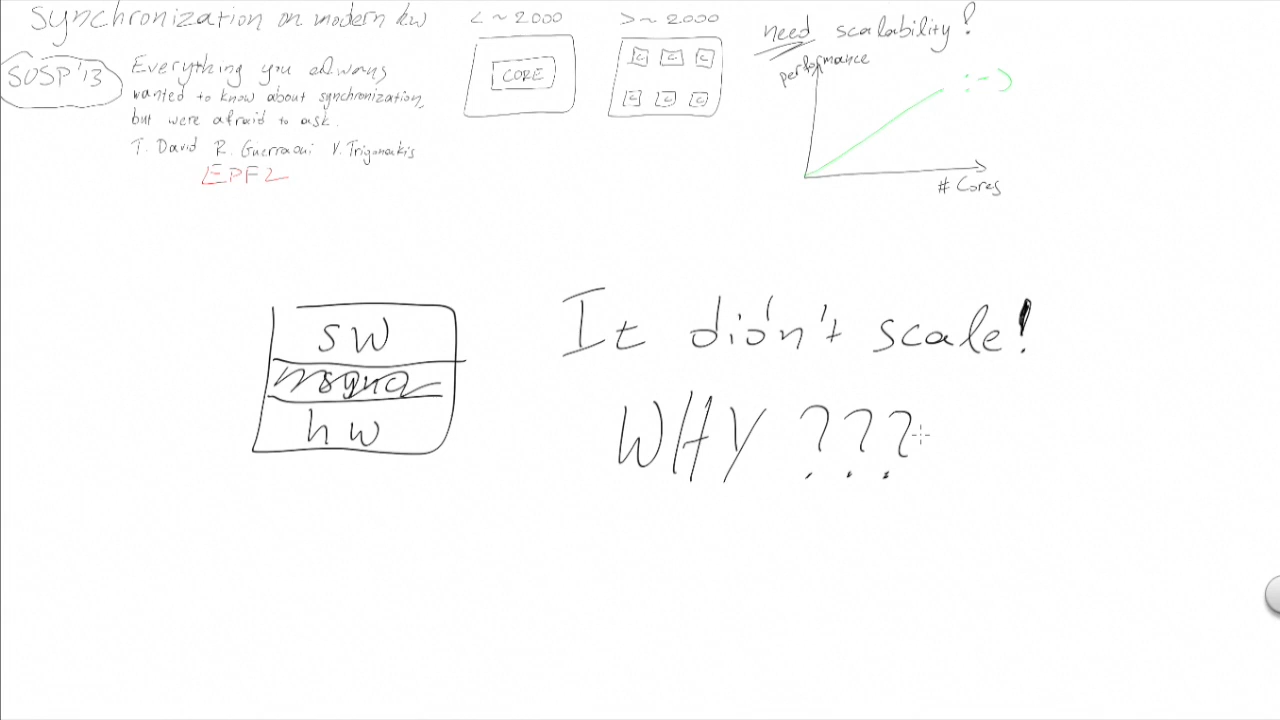 Synchronization on modern hw
SOSP'13
Everything you always
wanted to know about synchronization,
but were afraid to ask.
T. David R. Guerraoui V. Trigonakis
EPFL
< ~ 2000
CORE
> ~ 2000
C C C
C C C
need scalability!
performance
:-)
# Cores
SW
sync
hw
It didn't scale!
WHY ???